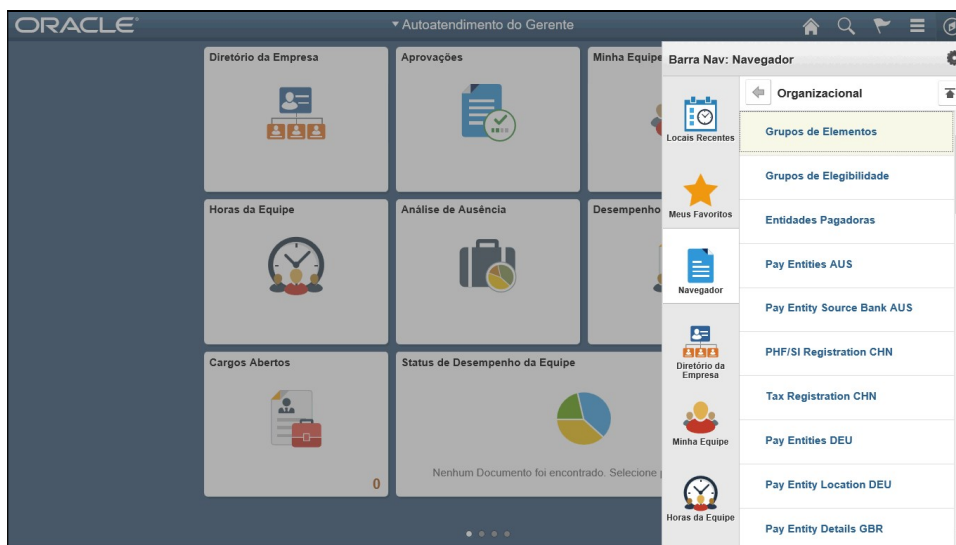 ORACLE®
Autoatendimento do Gerente
Diretório da Empresa
Aprovações
Minha Equipe
Horas da Equipe
Análise de Ausência
Desempenho
Cargos Abertos
0
Status de Desempenho da Equipe
Nenhum Documento foi encontrado. Selecione
Barra Nav: Navegador
Locais Recentes
Meus Favoritos
Navegador
Diretório da
Empresa
Minha Equipe
Horas da Equipe
Organizacional
Grupos de Elementos
Grupos de Elegibilidade
Entidades Pagadoras
Pay Entities AUS
Pay Entity Source Bank AUS
PHF/SI Registration CHN
Tax Registration CHN
Pay Entities DEU
Pay Entity Location DEU
Pay Entity Details GBR